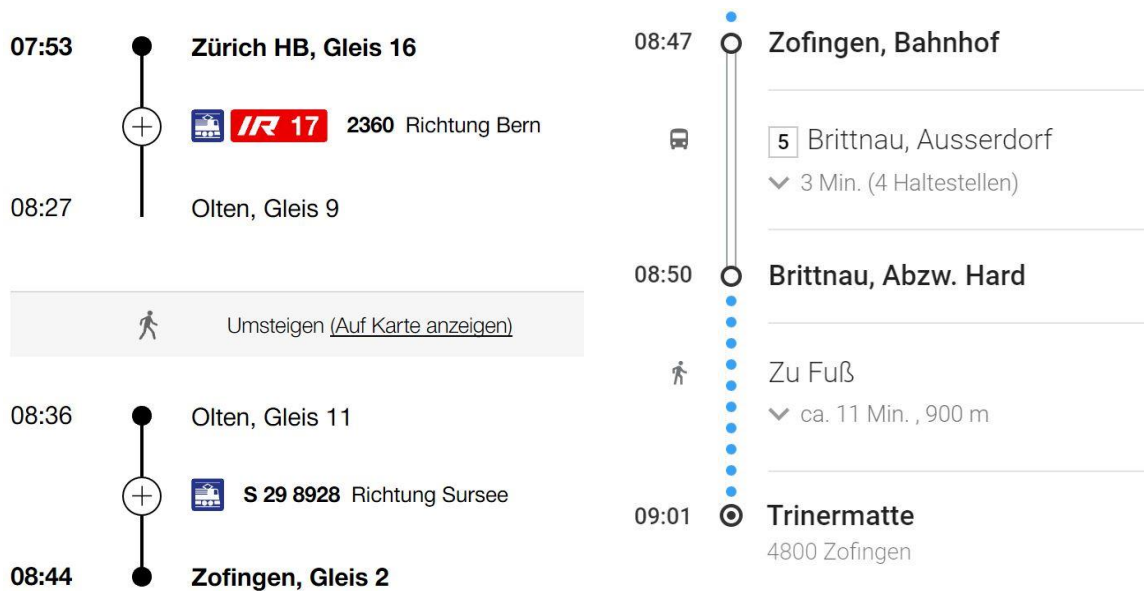 07:53 Zürich HB, Gleis 16
IR 17 2360 Richtung Bern
08:27 Olten, Gleis 9
Umsteigen (Auf Karte anzeigen)
08:36 Olten, Gleis 11
S 29 8928 Richtung Sursee
08:44 Zofingen, Gleis 2
08:47 Zofingen, Bahnhof
5 Brittnau, Ausserdorf
3 Min. (4 Haltestellen)
08:50 Brittnau, Abzw. Hard
Zu Fuß
ca. 11 Min. , 900 m
09:01 Trinermatte
4800 Zofingen